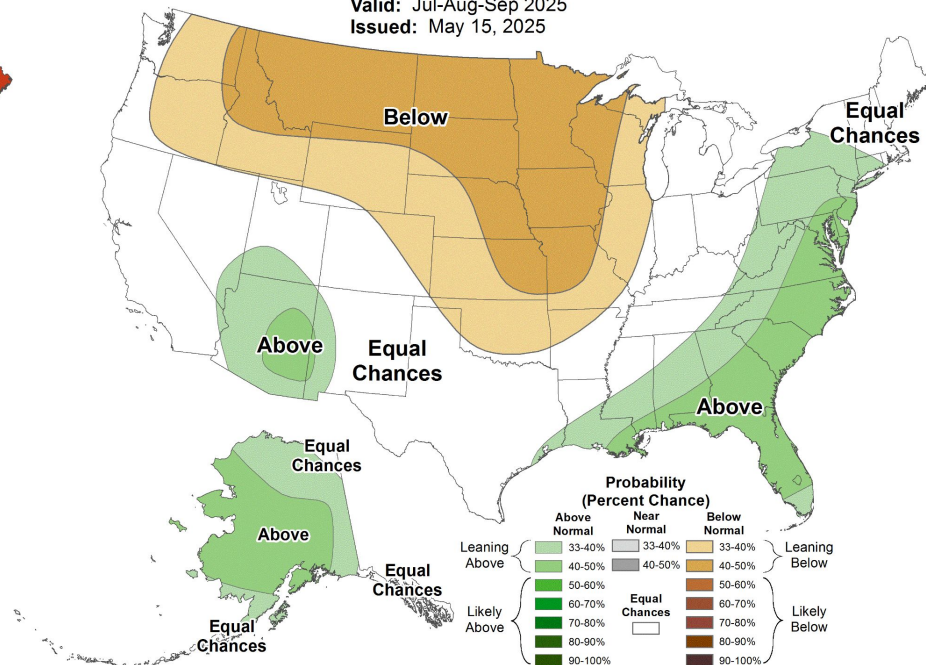 Valid: Jul-Aug-Sep 2025
Issued: May 15, 2025
Below
Equal
Chances
Above
Equal
Chances
Above
Equal
Chances
Above
Equal
Chances
Equal
Chances
Probability
(Percent Chance)
Above
Normal
Near
Normal
Below
Normal
Leaning
Above
33-40% 33-40% 33-40%
40-50% 40-50% 40-50%
Leaning
Below
Likely
Above
50-60% 50-60%
60-70% Equal
Chances 60-70%
70-80% 70-80%
80-90% 80-90%
90-100% 90-100%
Likely
Below